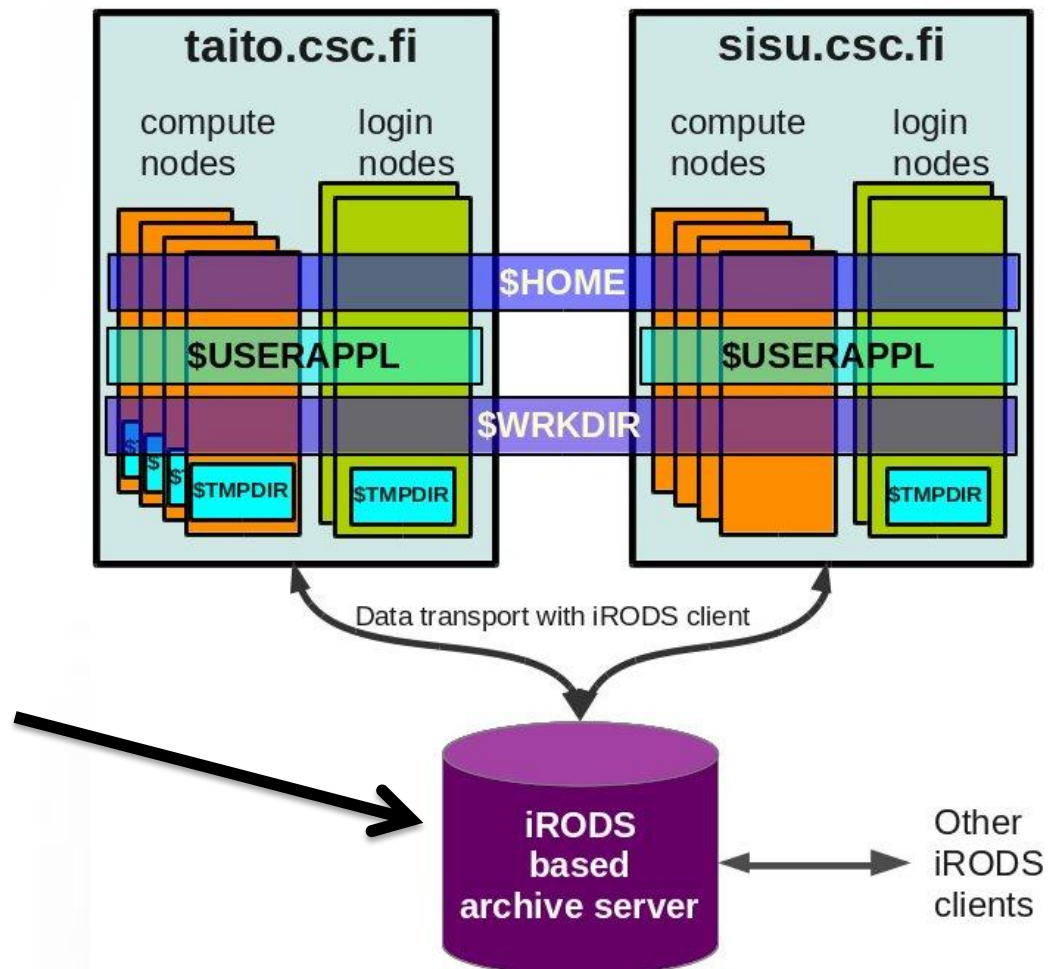 taito.csc.fi
sisu.csc.fi
compute
nodes
login
nodes
compute
nodes
login
nodes
$HOME
$USERAPPL
$USERAPPL
$WRKDIR
$TMPDIR
$TMPDIR
$TMPDIR
Data transport with iRODS client
iRODS
based
archive server
Other
iRODS
clients